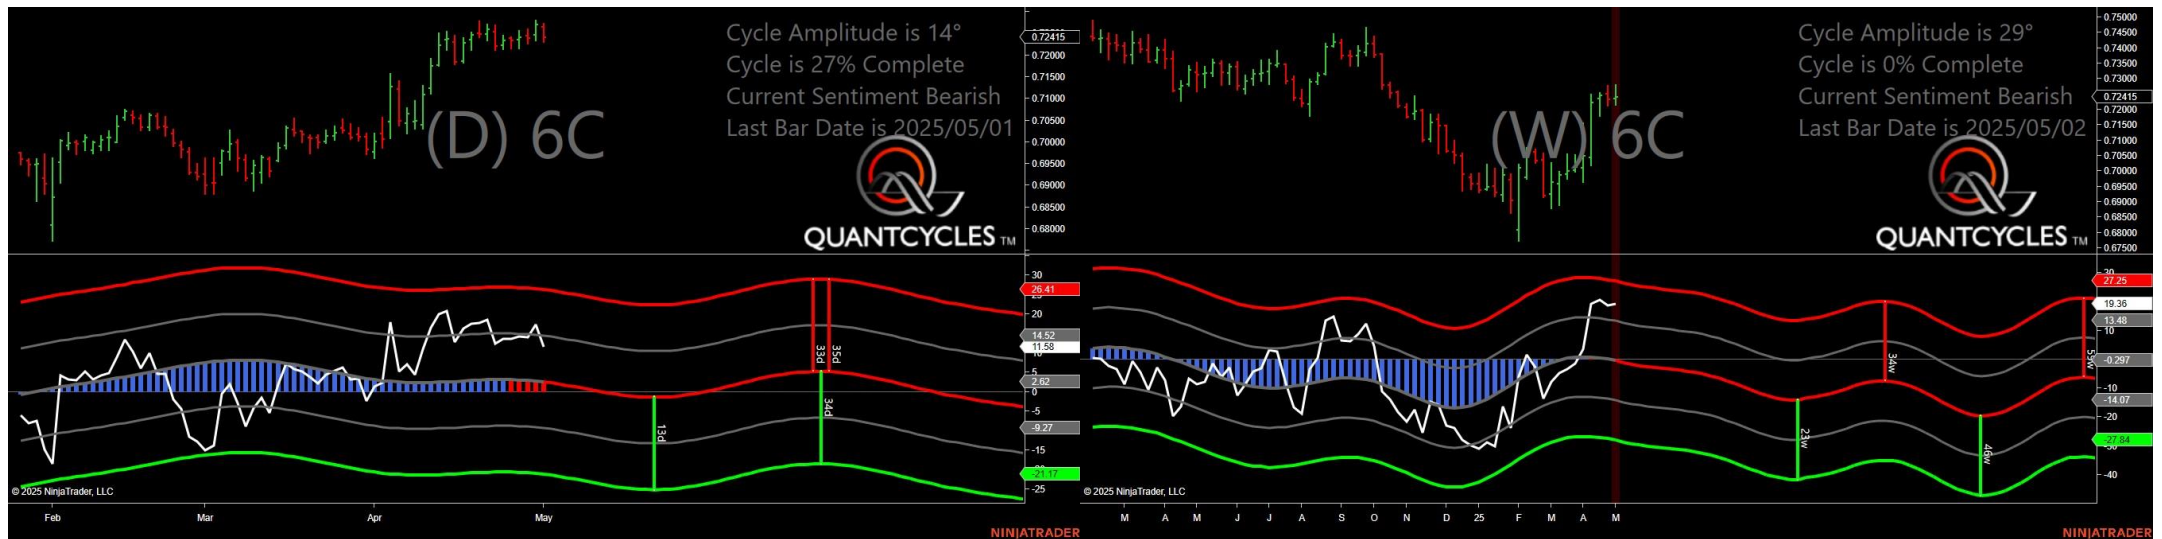 Cycle Amplitude is 14°
Cycle is 27% Complete
Current Sentiment Bearish
Last Bar Date is 2025/05/01
(D) 6C
QUANTCYCLES TM
0.72415
0.72000
0.71500
0.71000
0.70500
0.70000
0.69500
0.69000
0.68500
0.68000
30
26.41
20
14.52
11.58
5
2.62
0
-5
-9.27
-15
-21.17
-25
13d
33d
35d
34d
© 2025 NinjaTrader, LLC
Feb
Mar
Apr
May
NINJATRADER
Cycle Amplitude is 29°
Cycle is 0% Complete
Current Sentiment Bearish
Last Bar Date is 2025/05/02
(W) 6C
QUANTCYCLES TM
0.75000
0.74500
0.74000
0.73500
0.73000
0.72415
0.72000
0.71500
0.71000
0.70500
0.70000
0.69500
0.69000
0.68500
0.68000
0.67500
27.25
19.36
13.48
10
-0.297
-10
-14.07
-20
-27.84
-40
23w
34w
46w
© 2025 NinjaTrader, LLC
M
A
M
J
J
A
S
O
N
D
25
F
M
A
M
NINJATRADER